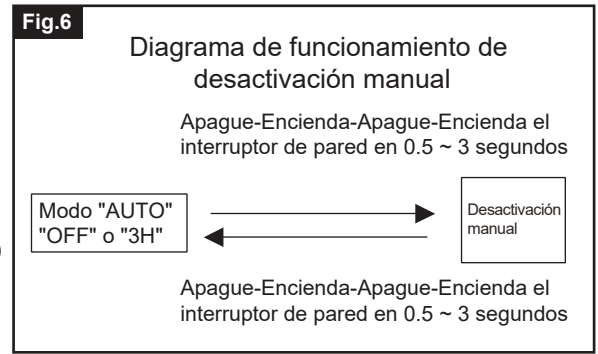 Fig.6
Diagrama de funcionamiento de
desactivación manual
Apague-Encienda-Apague-Encienda el
interruptor de pared en 0.5 ~ 3 segundos
Modo "AUTO"
"OFF" o "3H"
Desactivación
manual
Apague-Encienda-Apague-Encienda el
interruptor de pared en 0.5 ~ 3 segundos